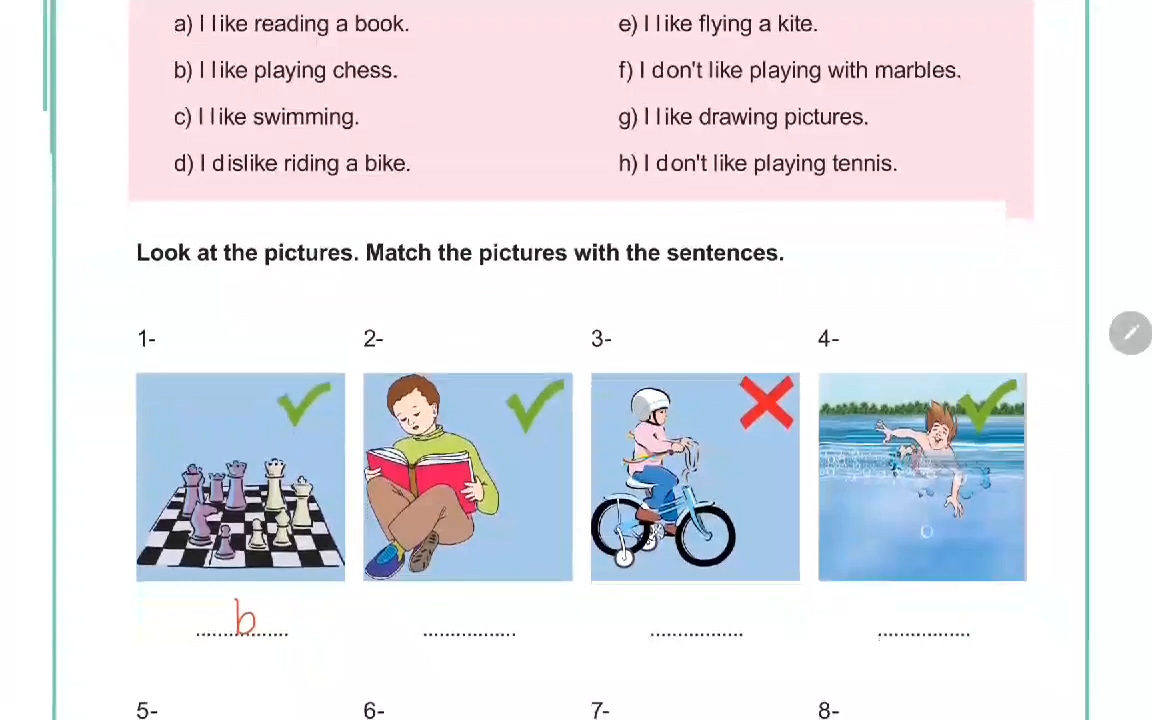 a) I like reading a book.
e) I like flying a kite.
b) I like playing chess.
f) I don't like playing with marbles.
c) I like swimming.
g) I like drawing pictures.
d) I dislike riding a bike.
h) I don't like playing tennis.
Look at the pictures. Match the pictures with the sentences.
1- 2- 3- 4-
b
5- 6- 7- 8-